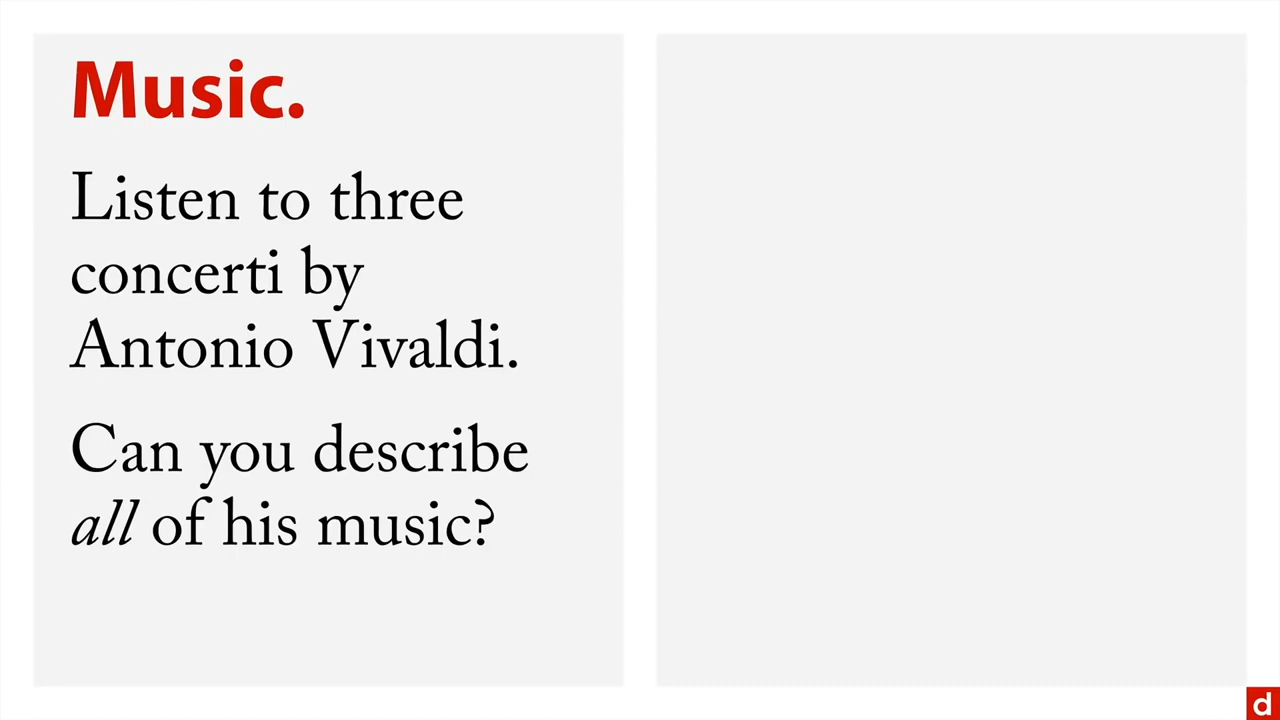 Music.
Listen to three
concerti by
Antonio Vivaldi.
Can you describe
all of his music?
d